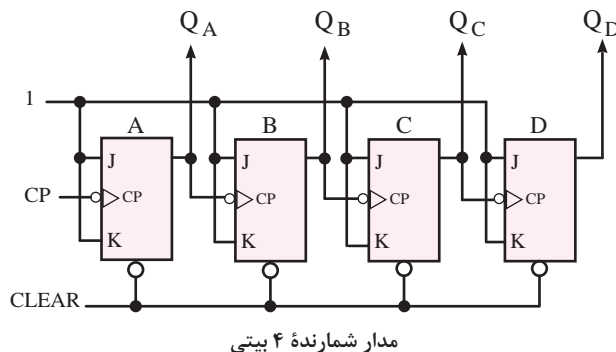 Q_A Q_B Q_C Q_D
1
A B C D
J J J J
CP CP CP CP CP
K K K K
CLEAR
مدار شمارندهٔ ۴ بیتی